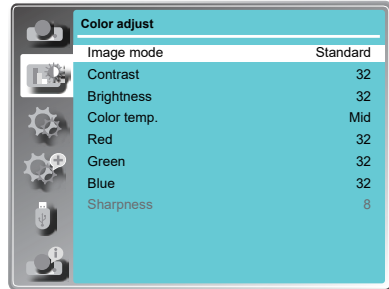 Color adjust
Image mode Standard
Contrast 32
Brightness 32
Color temp. Mid
Red 32
Green 32
Blue 32
Sharpness 8